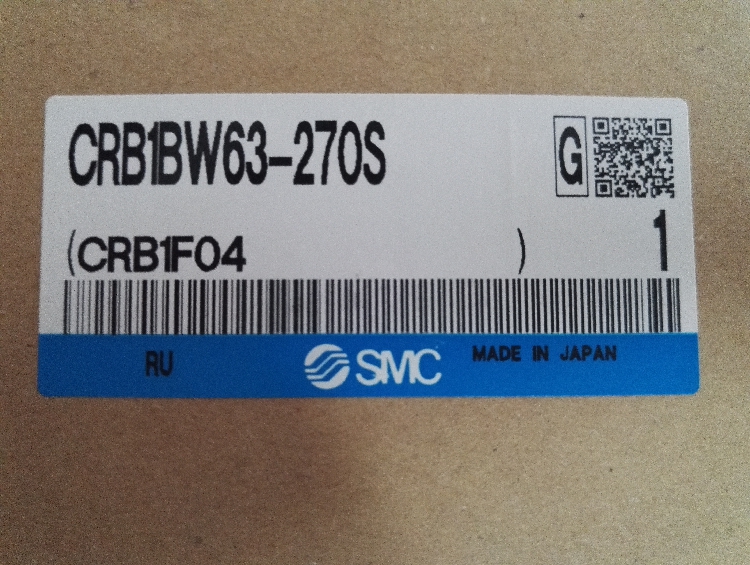 CRB1BW63-270S
G
(CRB1F04 )
1
RU
SMC
MADE IN JAPAN